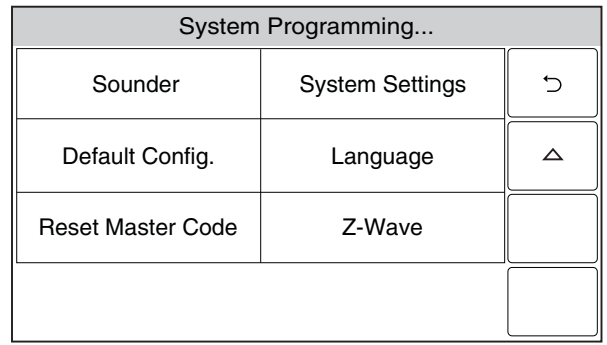 System Programming...
Sounder
System Settings
Default Config.
Language
Reset Master Code
Z-Wave